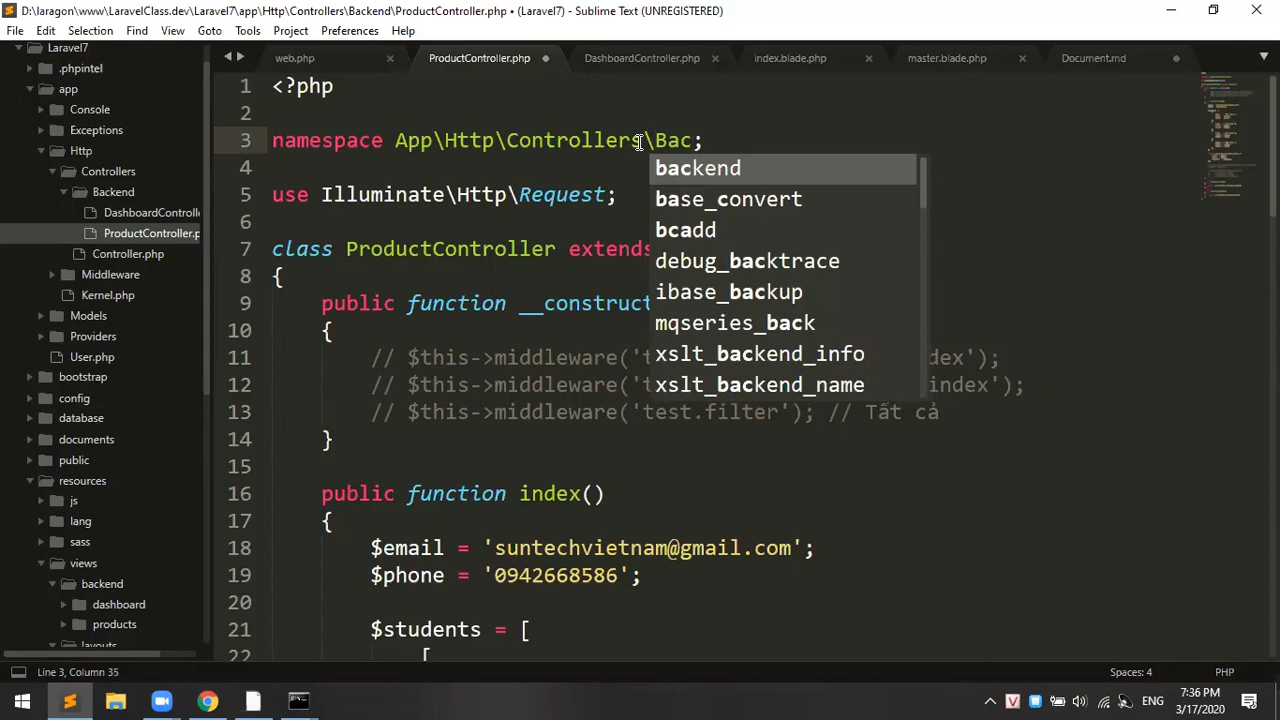 D:\laragon\www\LaravelClass.dev\Laravel7\app\Http\Controllers\Backend\ProductController.php • (Laravel7) - Sublime Text (UNREGISTERED)
File Edit Selection Find View Goto Tools Project Preferences Help
web.php ProductController.php DashboardController.php index.blade.php master.blade.php Document.md
Laravel7
.phpintel
app
Console
Exceptions
Http
Controllers
Backend
DashboardControlle
ProductController.p
Controller.php
Middleware
Kernel.php
Models
Providers
User.php
bootstrap
config
database
documents
public
resources
js
lang
sass
views
backend
dashboard
products
layouts
1 <?php
2
3 namespace App\Http\Controllers\Bac;
4
5 use Illuminate\Http\Request;
6
7 class ProductController extends
8 {
9 public function __construct
10 {
11 // $this->middleware('t dex');
12 // $this->middleware('t index');
13 // $this->middleware('test.filter'); // Tất cả
14 }
15
16 public function index()
17 {
18 $email = 'suntechvietnam@gmail.com';
19 $phone = '0942668586';
20
21 $students = [
22 [
backend
base_convert
bcadd
debug_backtrace
ibase_backup
mqseries_back
xslt_backend_info
xslt_backend_name
Line 3, Column 35 Spaces: 4 PHP
V ENG 7:36 PM
3/17/2020